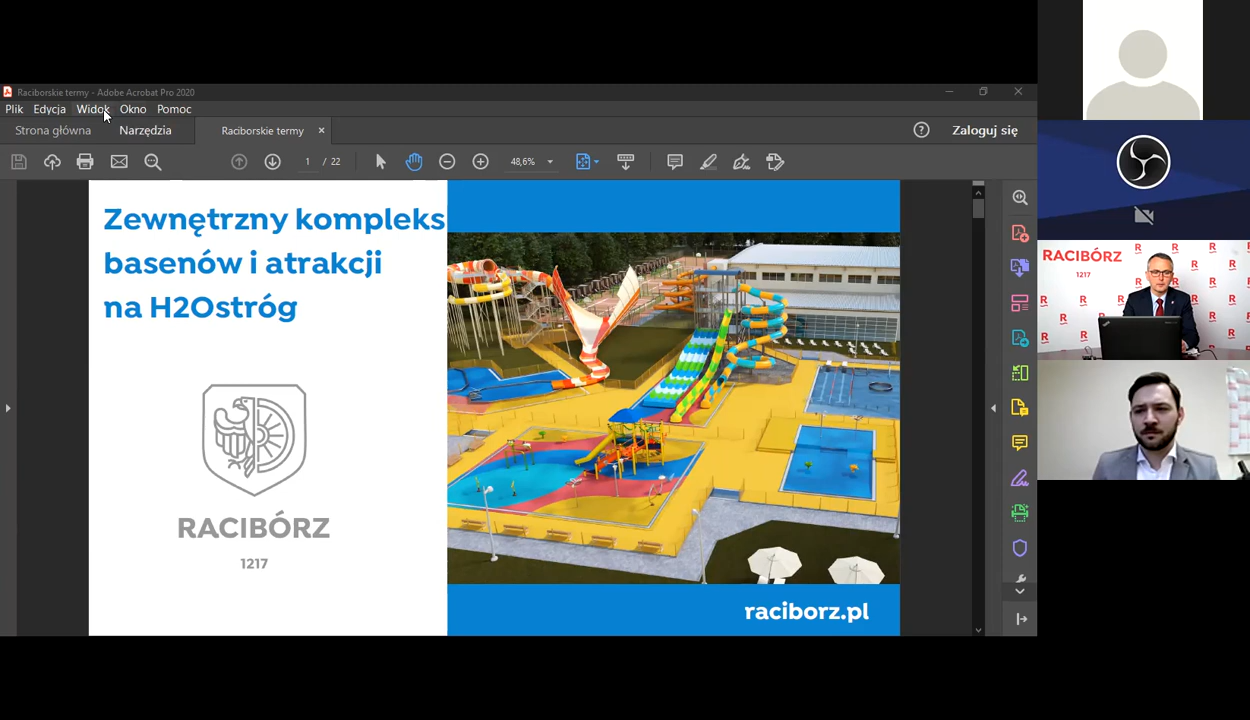 Raciborskie termy - Adobe Acrobat Pro 2020
Plik Edycja Widok Okno Pomoc
Strona główna Narzędzia Raciborskie termy × Zaloguj się
1 / 22 48,6%
Zewnętrzny kompleks
basenów i atrakcji
na H2Ostróg
RACIBÓRZ
1217
raciborz.pl
RACIBÓRZ
1217